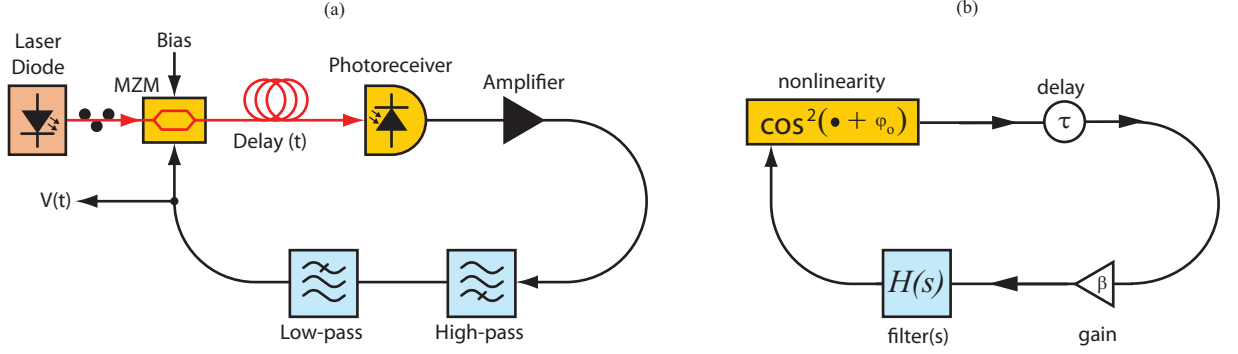 (a)
Laser
Diode
MZM
Bias
Delay (t)
Photoreceiver
Amplifier
V(t)
Low-pass
High-pass
(b)
nonlinearity
cos²(• + φₒ)
delay
τ
H(s)
filter(s)
β
gain